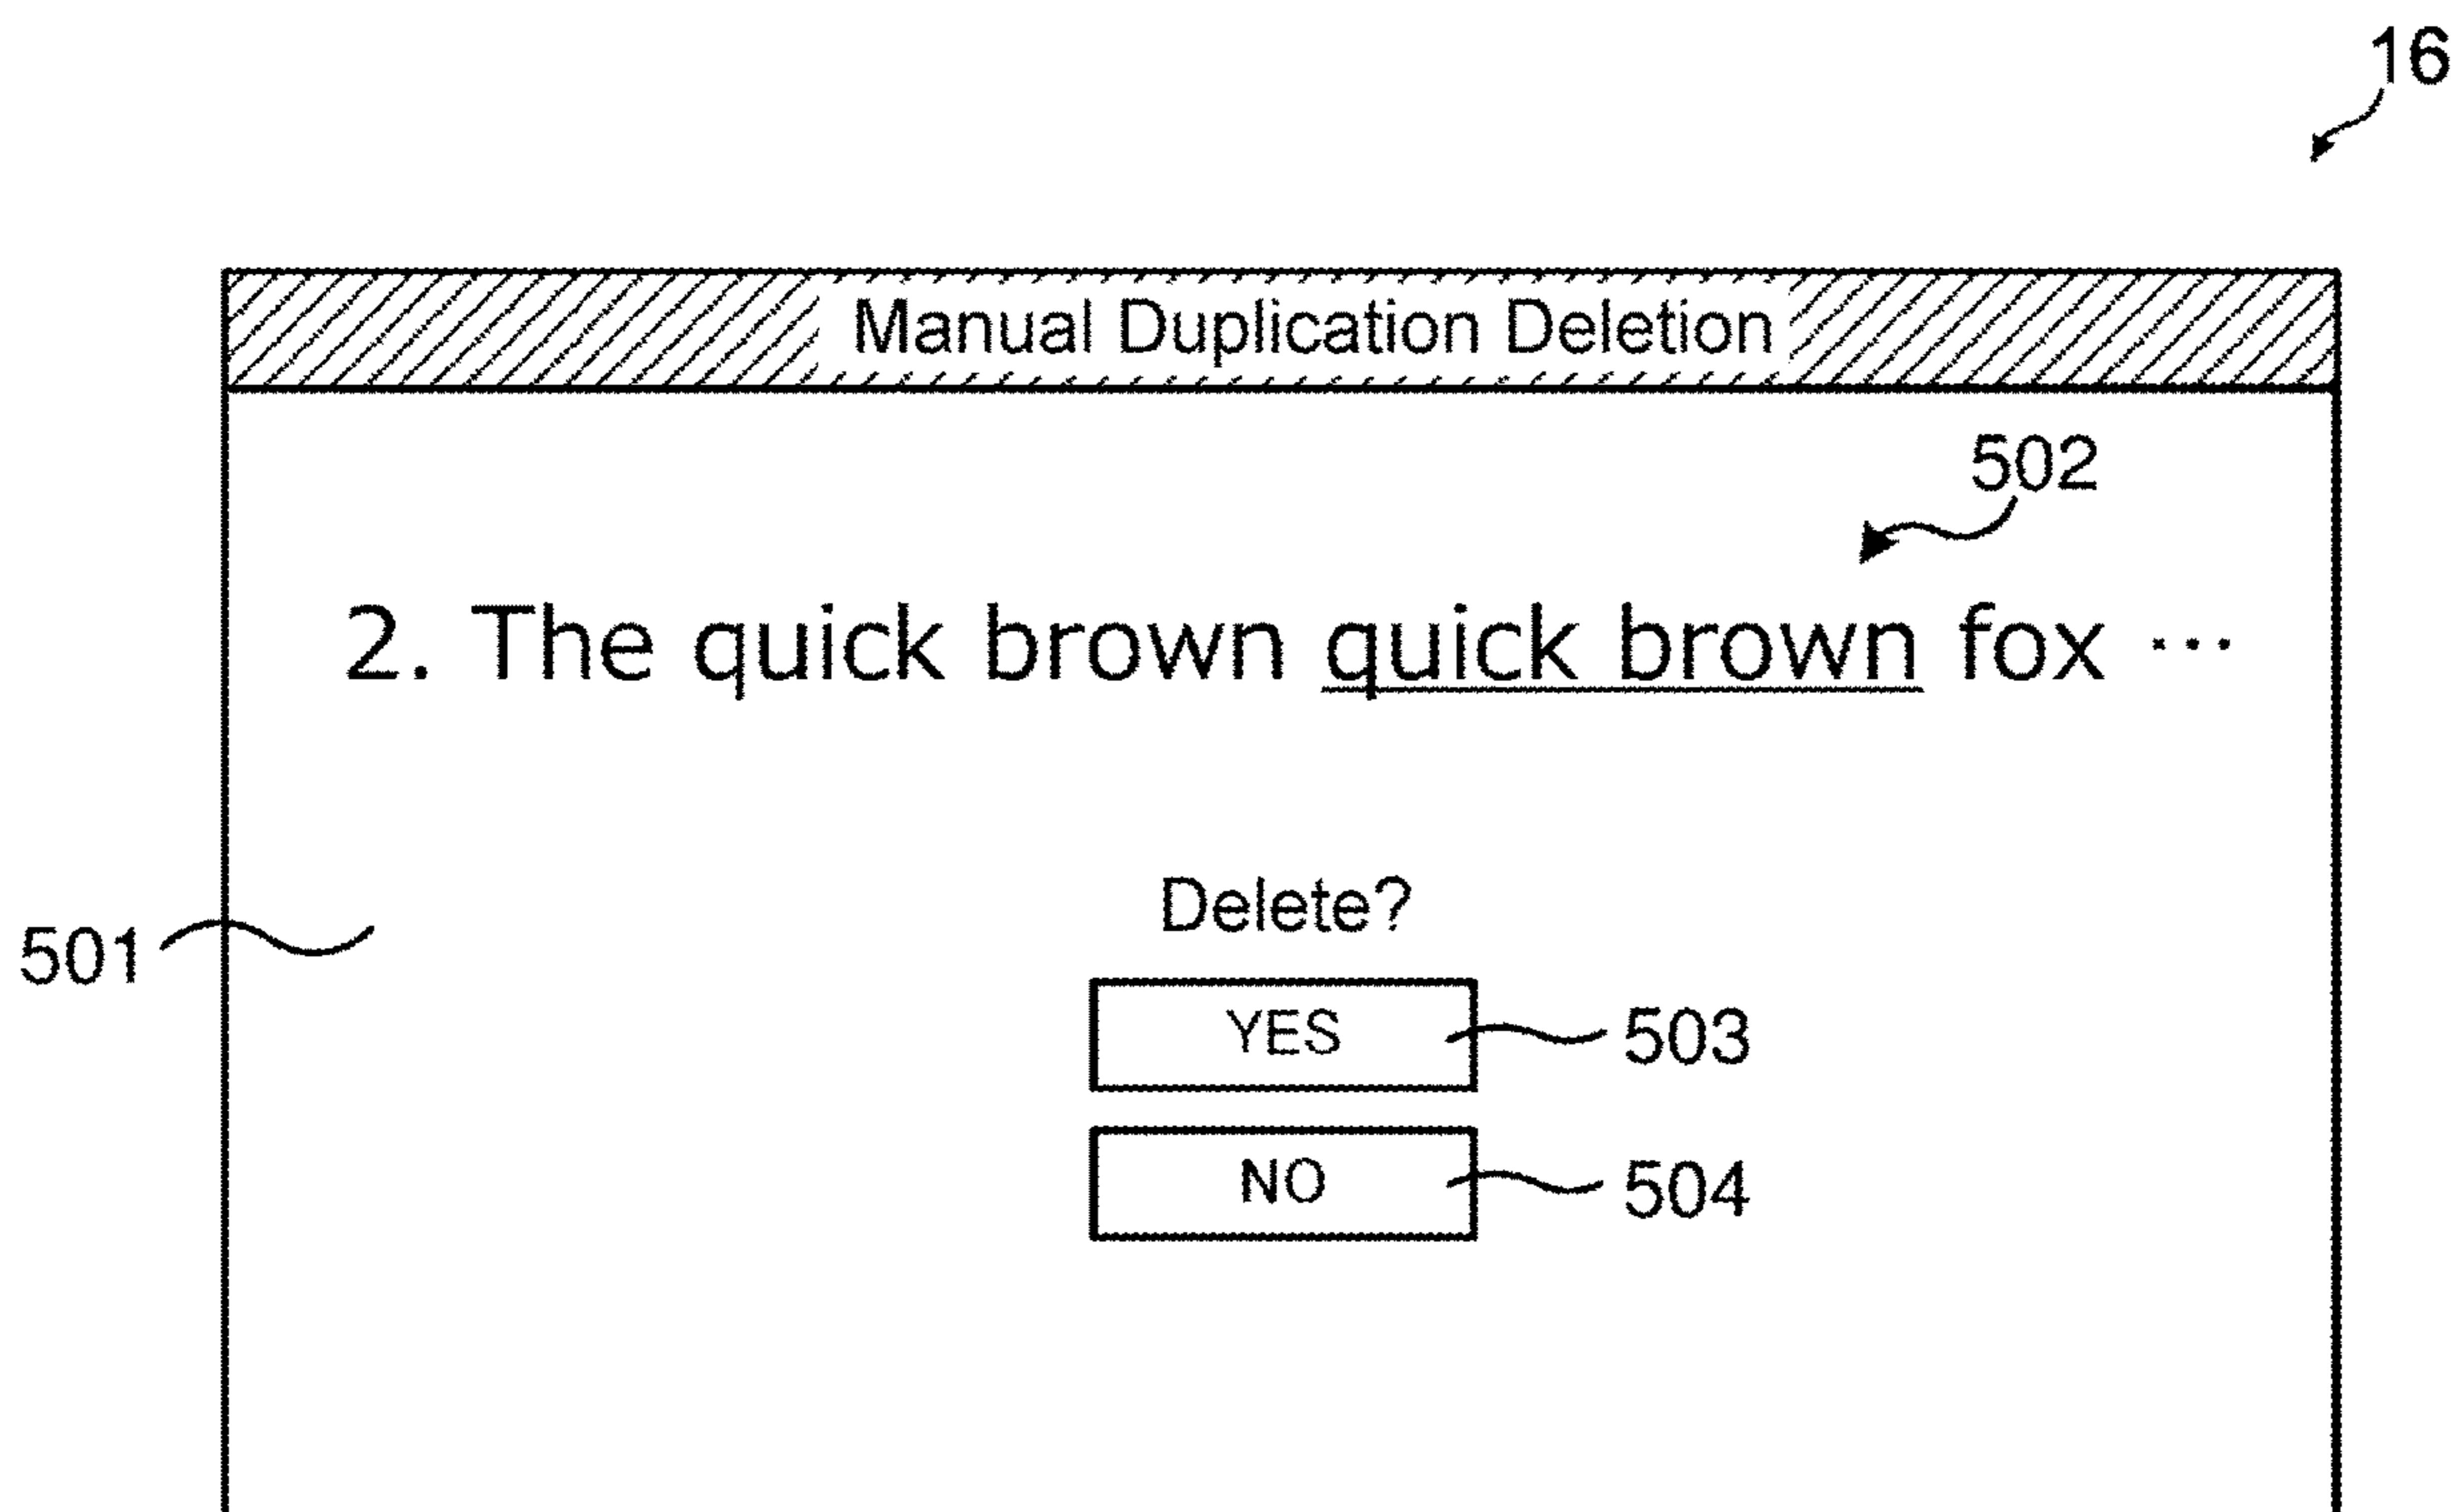 16
Manual Duplication Deletion
502
2. The quick brown quick brown fox ···
Delete?
501
YES 503
NO 504